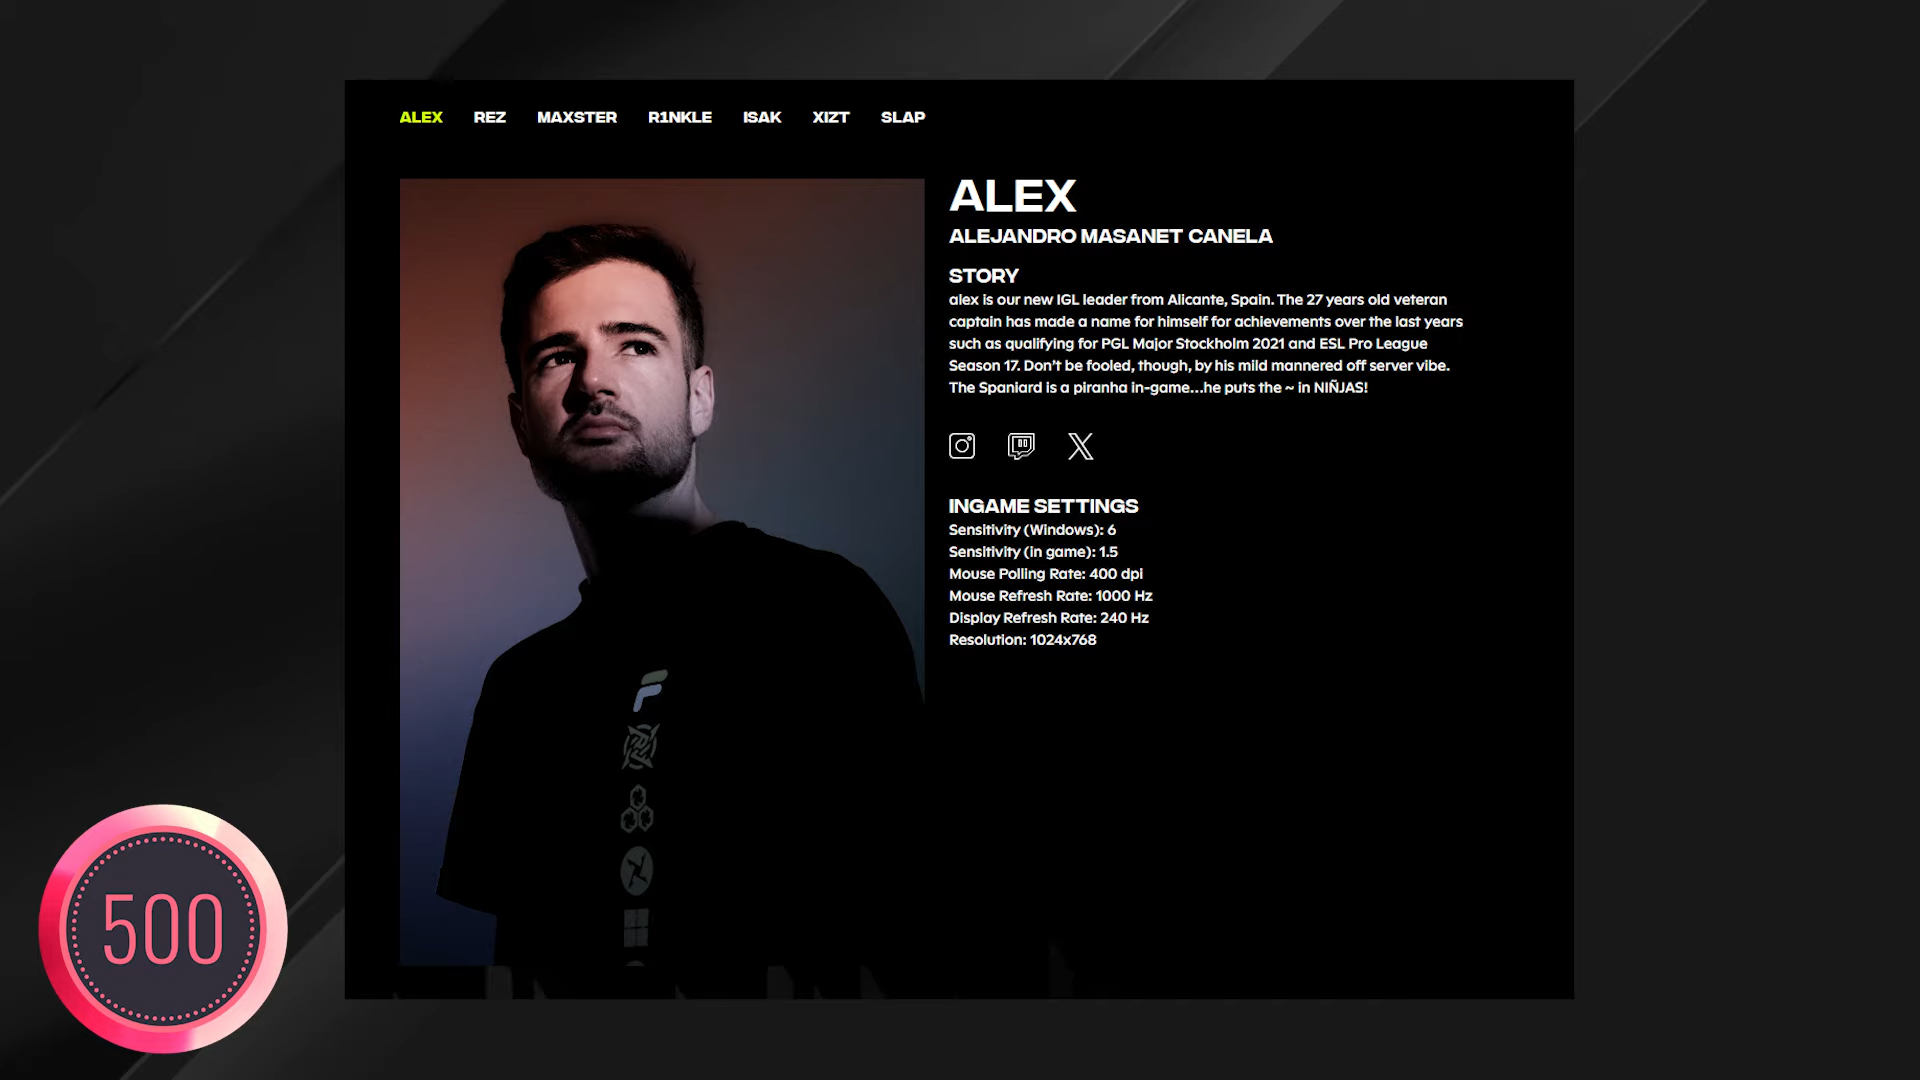 ALEX REZ MAXSTER R1NKLE ISAK XIZT SLAP
ALEX
ALEJANDRO MASANET CANELA
STORY
alex is our new IGL leader from Alicante, Spain. The 27 years old veteran
captain has made a name for himself for achievements over the last years
such as qualifying for PGL Major Stockholm 2021 and ESL Pro League
Season 17. Don't be fooled, though, by his mild mannered off server vibe.
The Spaniard is a piranha in-game...he puts the ~ in NIÑJAS!
INGAME SETTINGS
Sensitivity (Windows): 6
Sensitivity (in game): 1.5
Mouse Polling Rate: 400 dpi
Mouse Refresh Rate: 1000 Hz
Display Refresh Rate: 240 Hz
Resolution: 1024x768
500